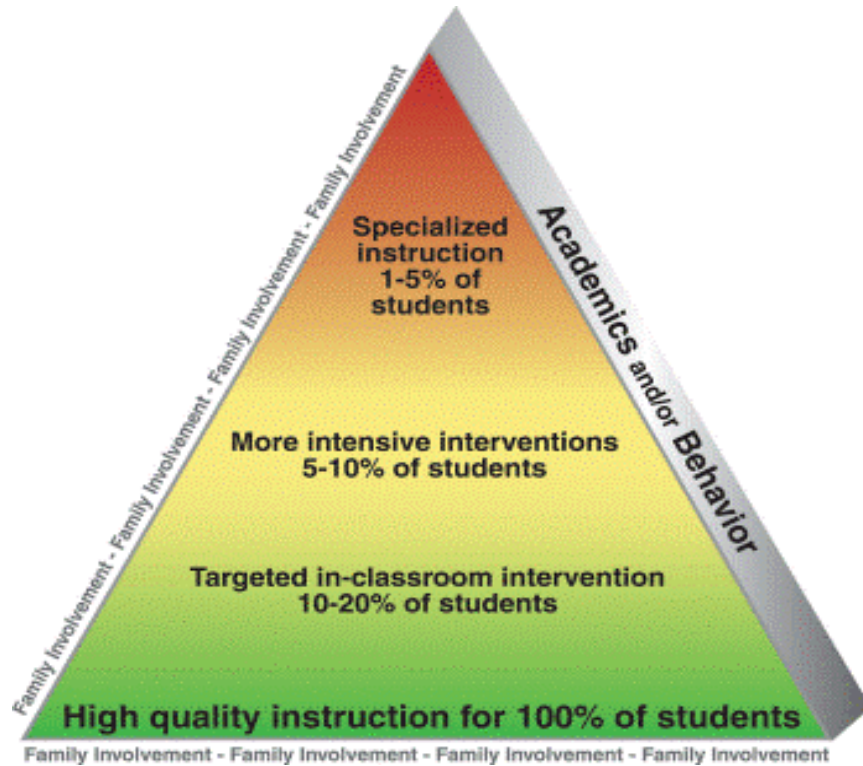 Specialized
instruction
1-5% of
students
More intensive interventions
5-10% of students
Targeted in-classroom intervention
10-20% of students
High quality instruction for 100% of students
Family Involvement - Family Involvement - Family Involvement - Family Involvement
Family Involvement - Family Involvement - Family Involvement - Family Involvement
Academics and/or Behavior